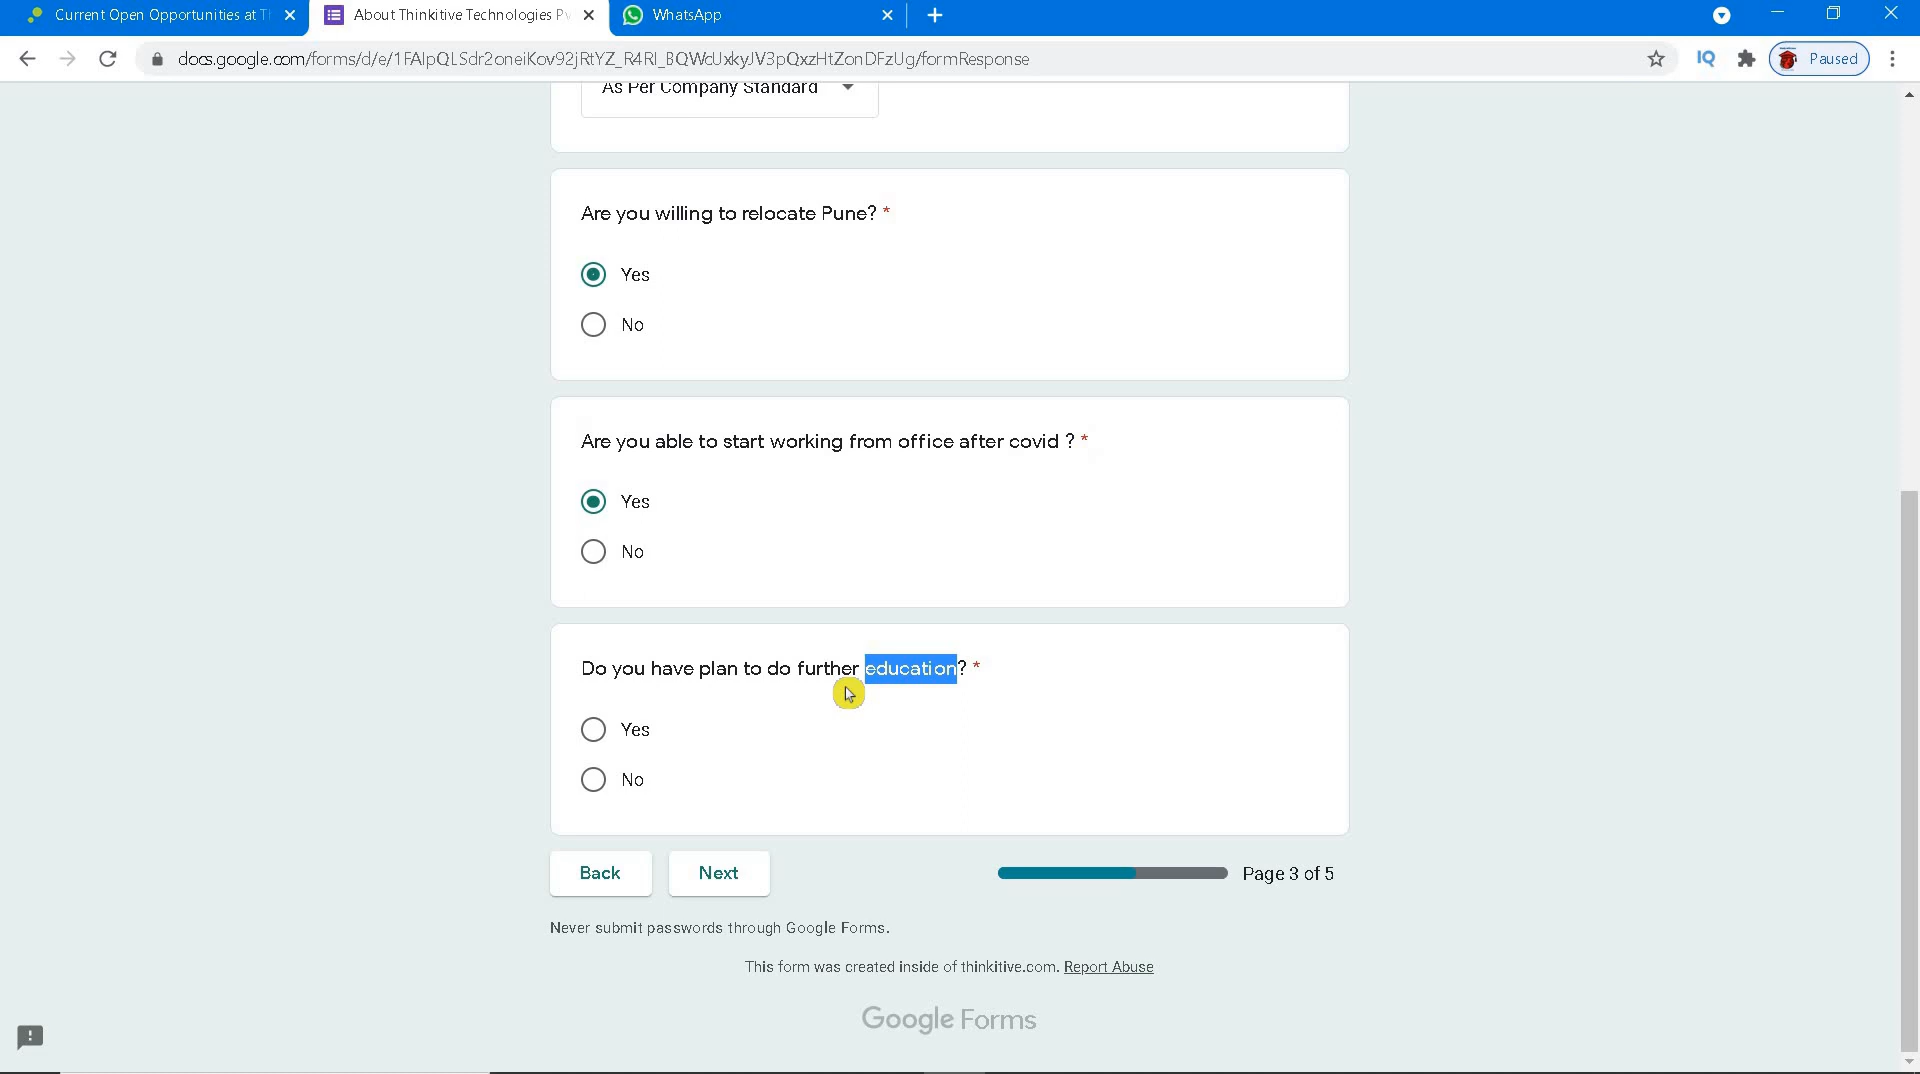 Current Open Opportunities at Th
About Thinkitive Technologies Pv
WhatsApp
docs.google.com/forms/d/e/1FAIpQLSdr2oneiKov92jRtYZ_R4RI_BQWcUxkyJV3pQxzHtZonDFzUg/formResponse
IQ
Paused
As Per Company Standard
Are you willing to relocate Pune? *
Yes
No
Are you able to start working from office after covid ? *
Yes
No
Do you have plan to do further education? *
Yes
No
Back
Next
Page 3 of 5
Never submit passwords through Google Forms.
This form was created inside of thinkitive.com. Report Abuse
Google Forms